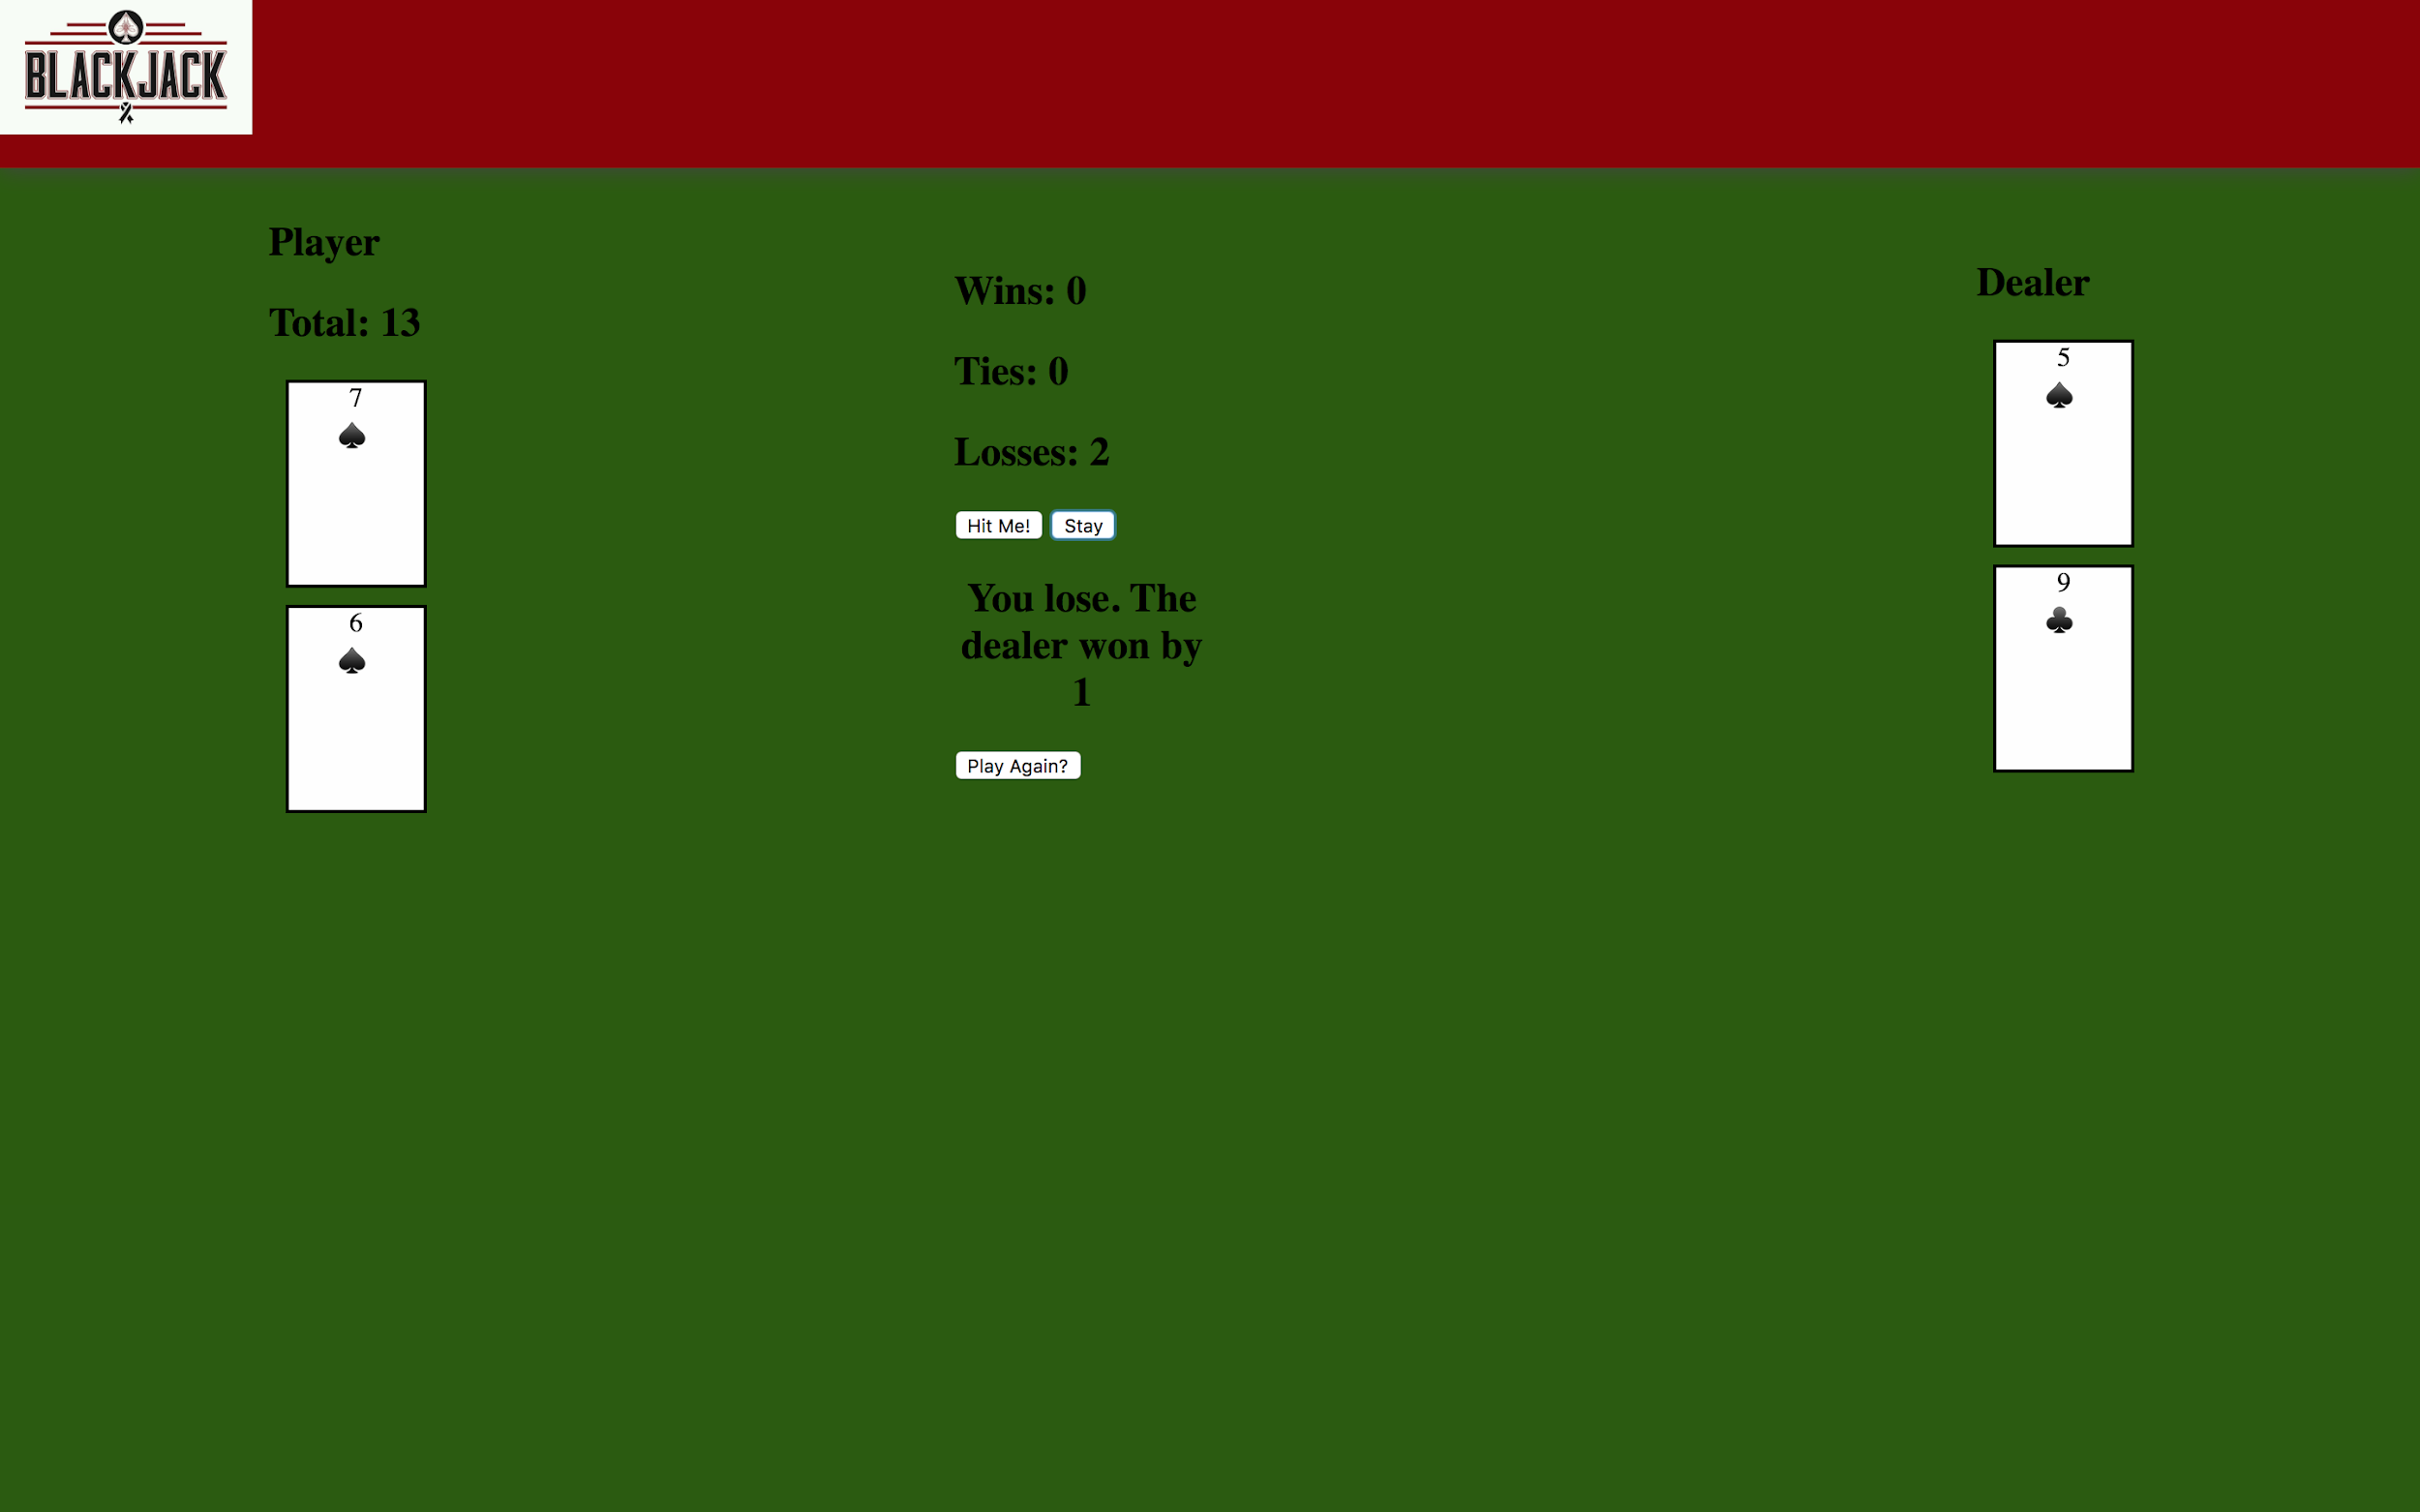 BLACKJACK
Player
Total: 13
7
6
Wins: 0
Ties: 0
Losses: 2
Hit Me! Stay
You lose. The
dealer won by
1
Play Again?
Dealer
5
9